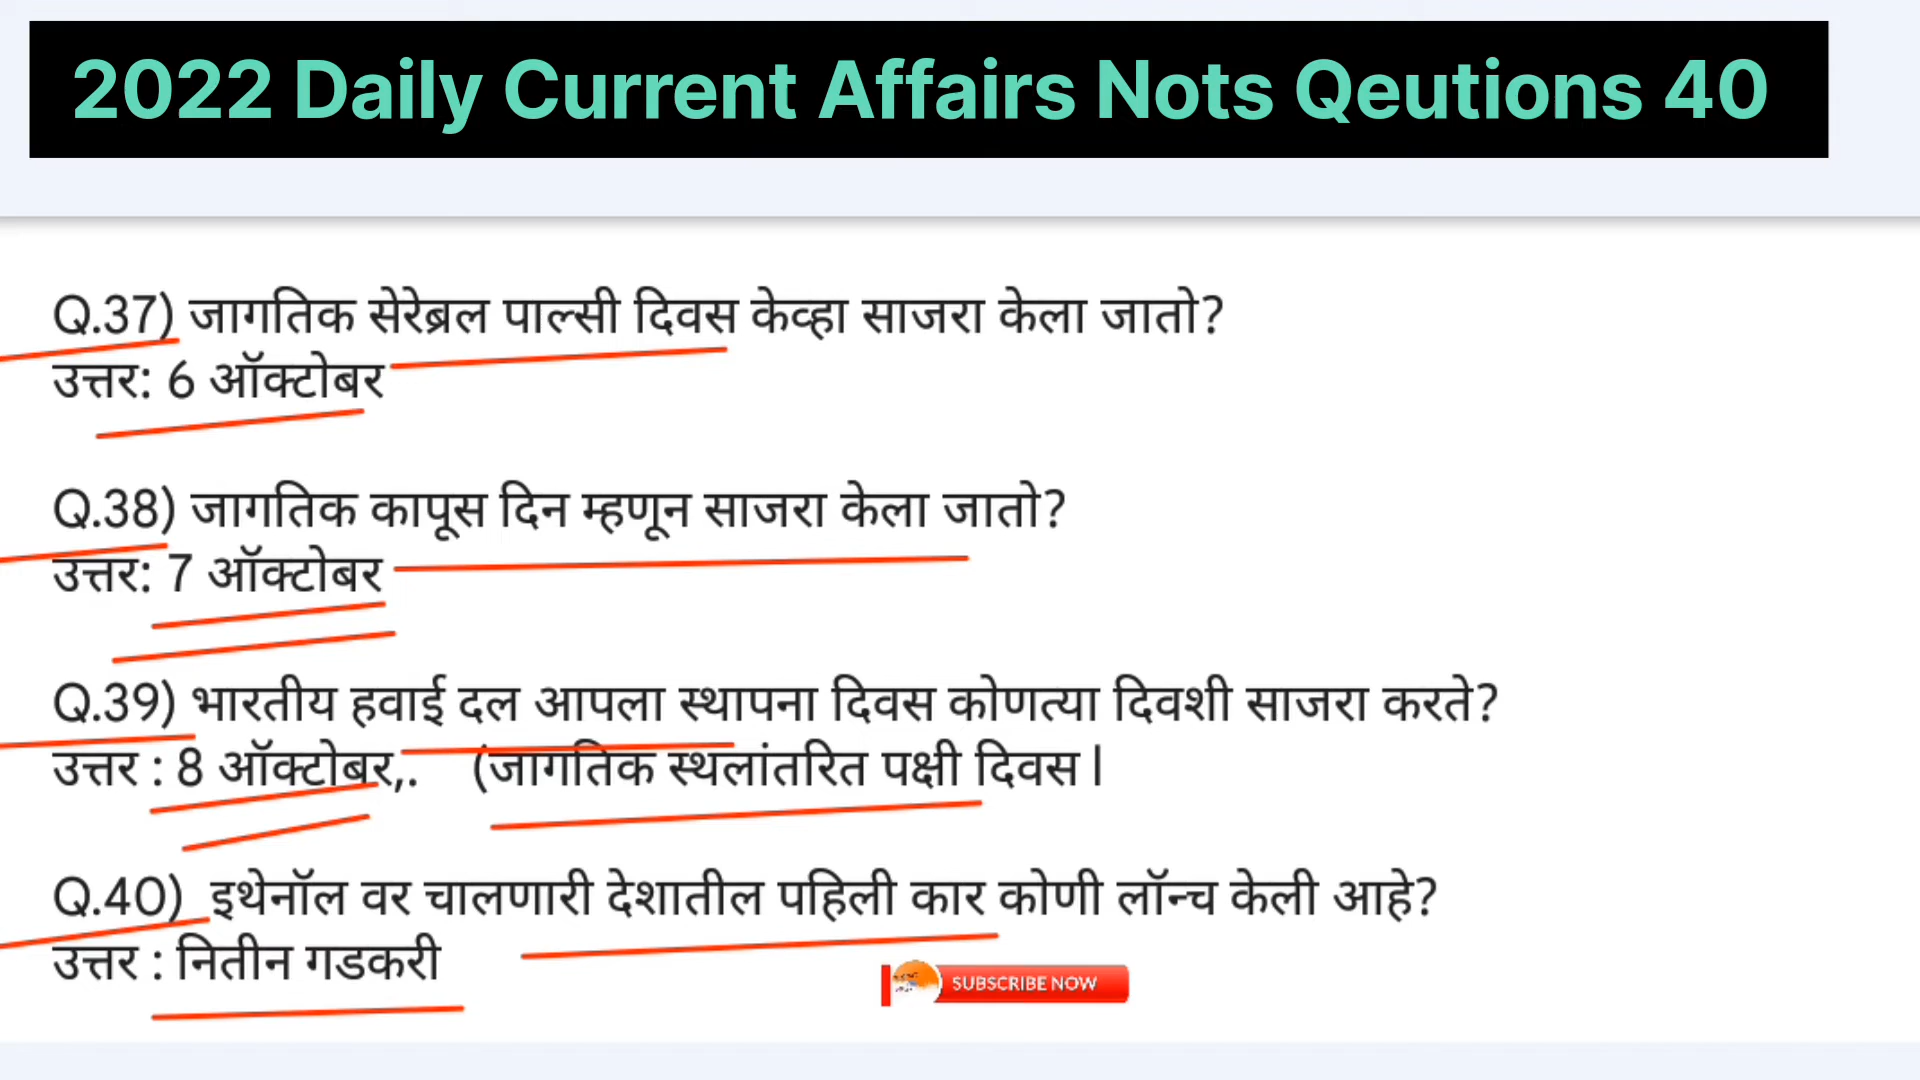 2022 Daily Current Affairs Nots Qeutions 40
Q.37) जागतिक सेरेब्रल पाल्सी दिवस केव्हा साजरा केला जातो?
उत्तर: 6 ऑक्टोबर
Q.38) जागतिक कापूस दिन म्हणून साजरा केला जातो?
उत्तर: 7 ऑक्टोबर
Q.39) भारतीय हवाई दल आपला स्थापना दिवस कोणत्या दिवशी साजरा करते?
उत्तर : 8 ऑक्टोबर,. (जागतिक स्थलांतरित पक्षी दिवस।
Q.40) इथेनॉल वर चालणारी देशातील पहिली कार कोणी लॉन्च केली आहे?
उत्तर : नितीन गडकरी
SUBSCRIBE NOW